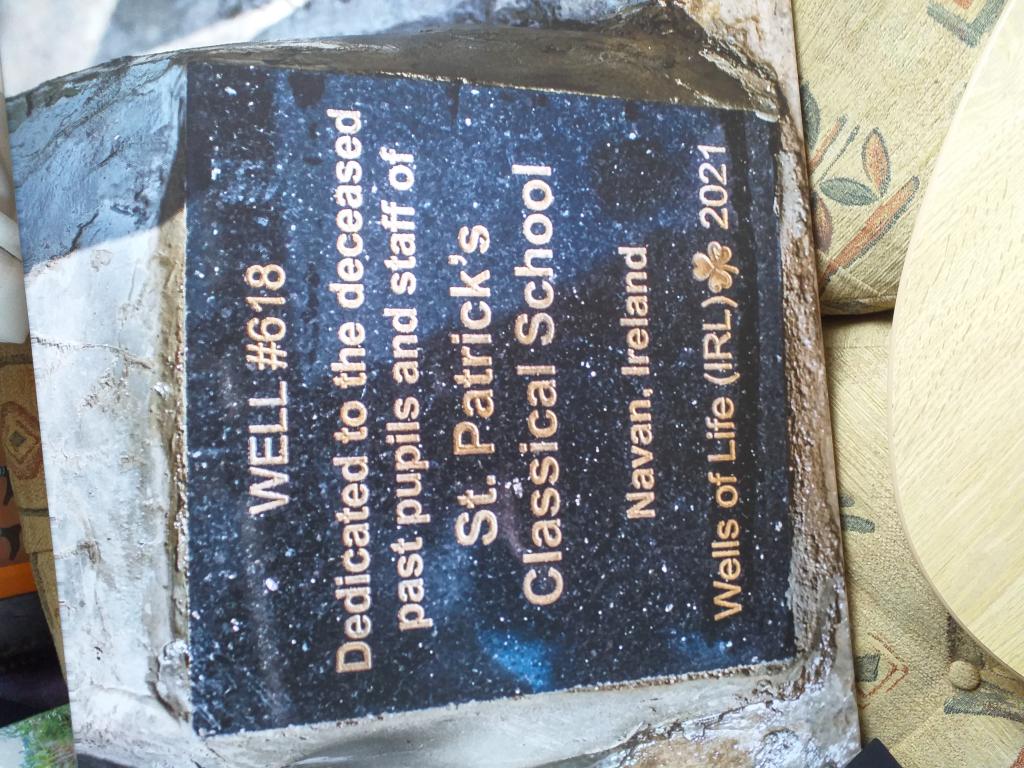 WELL #618
Dedicated to the deceased
past pupils and staff of
St. Patrick's
Classical School
Navan, Ireland
Wells of Life (IRL)☘ 2021